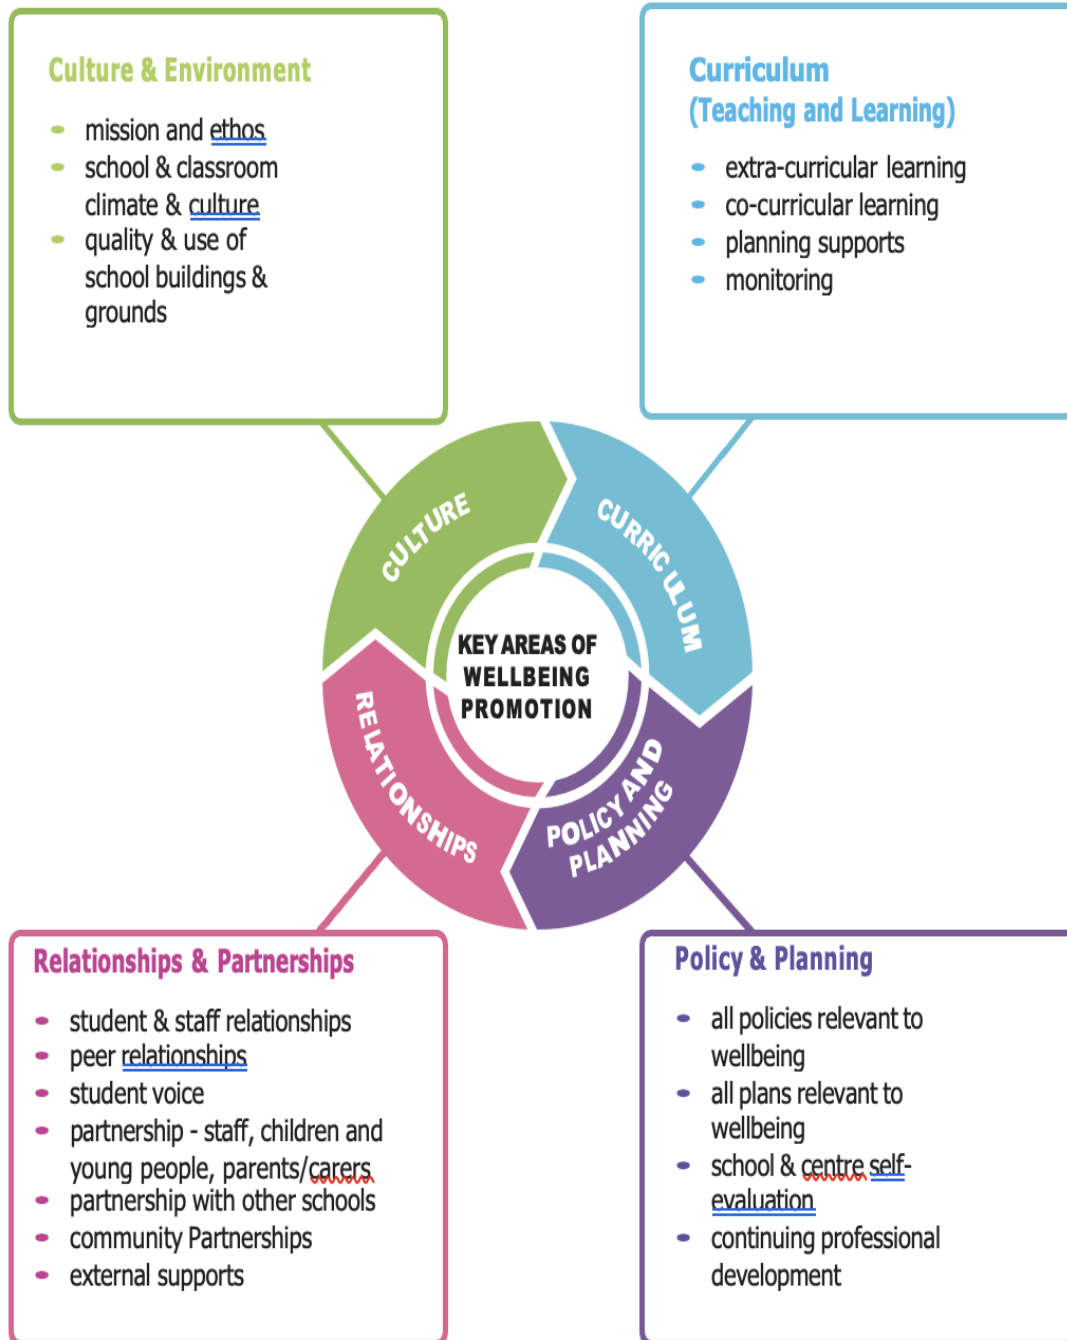 Culture & Environment
mission and ethos
school & classroom
climate & culture
quality & use of
school buildings &
grounds
Curriculum
(Teaching and Learning)
extra-curricular learning
co-curricular learning
planning supports
monitoring
CULTURE
CURRICULUM
KEY AREAS OF
WELLBEING
PROMOTION
RELATIONSHIPS
POLICY AND
PLANNING
Relationships & Partnerships
student & staff relationships
peer relationships
student voice
partnership - staff, children and
young people, parents/carers
partnership with other schools
community Partnerships
external supports
Policy & Planning
all policies relevant to
wellbeing
all plans relevant to
wellbeing
school & centre self-
evaluation
continuing professional
development